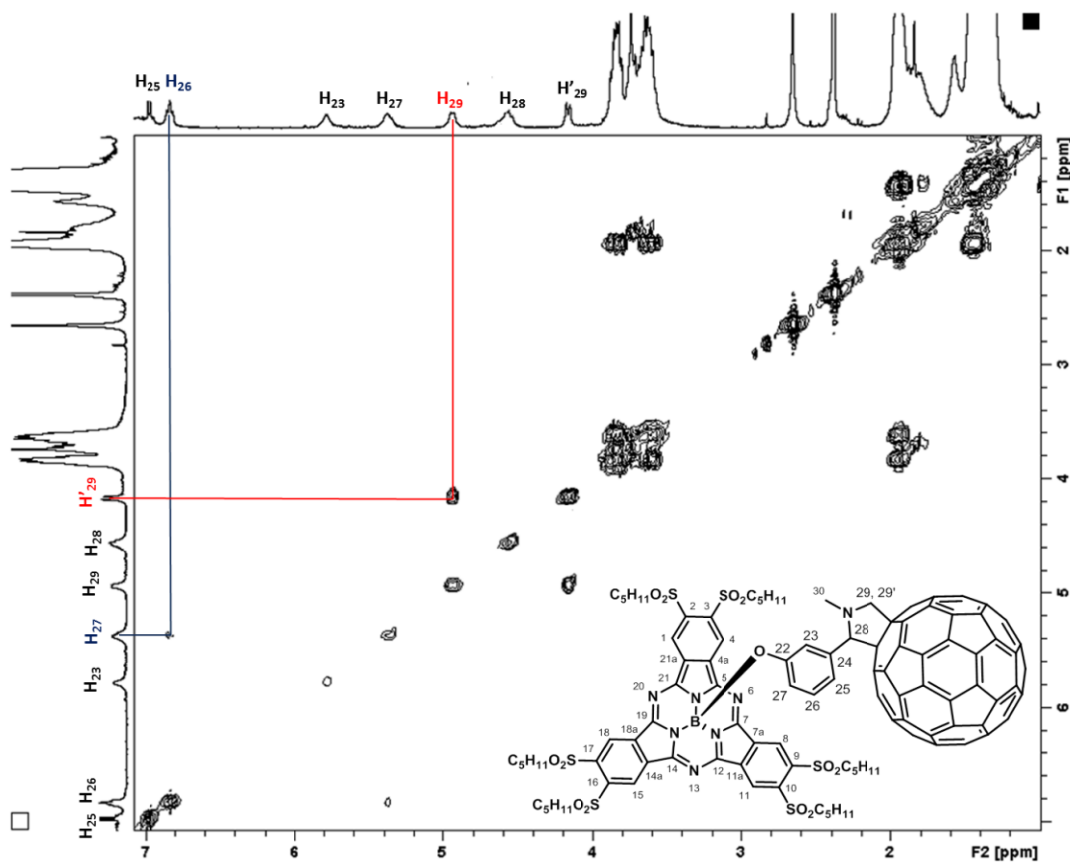 H25 H26 H23 H27 H29 H28 H'29
F1 [ppm]
2
3
4
5
6
H'29
H28
H29
H27
H23
H26
H25
C5H11O2S 2 3 SO2C5H11
1 4
21a 4a
20 N 21 N 5 N 6
19 N B N 7
18 18a 7a 8
17 14a 14 N 12 11a 9
C5H11O2S 16 15 13 11 10 SO2C5H11
C5H11O2S SO2C5H11
O 22 23 24 25 26 27
30 N 29, 29'
28
7 6 5 4 3 2 F2 [ppm]